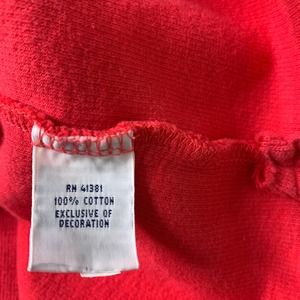 RN 41381
100% COTTON
EXCLUSIVE OF
DECORATION